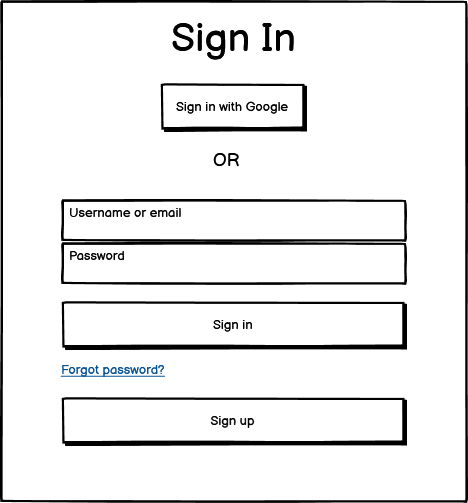 Sign In
Sign in with Google
OR
Username or email
Password
Sign in
Forgot password?
Sign up